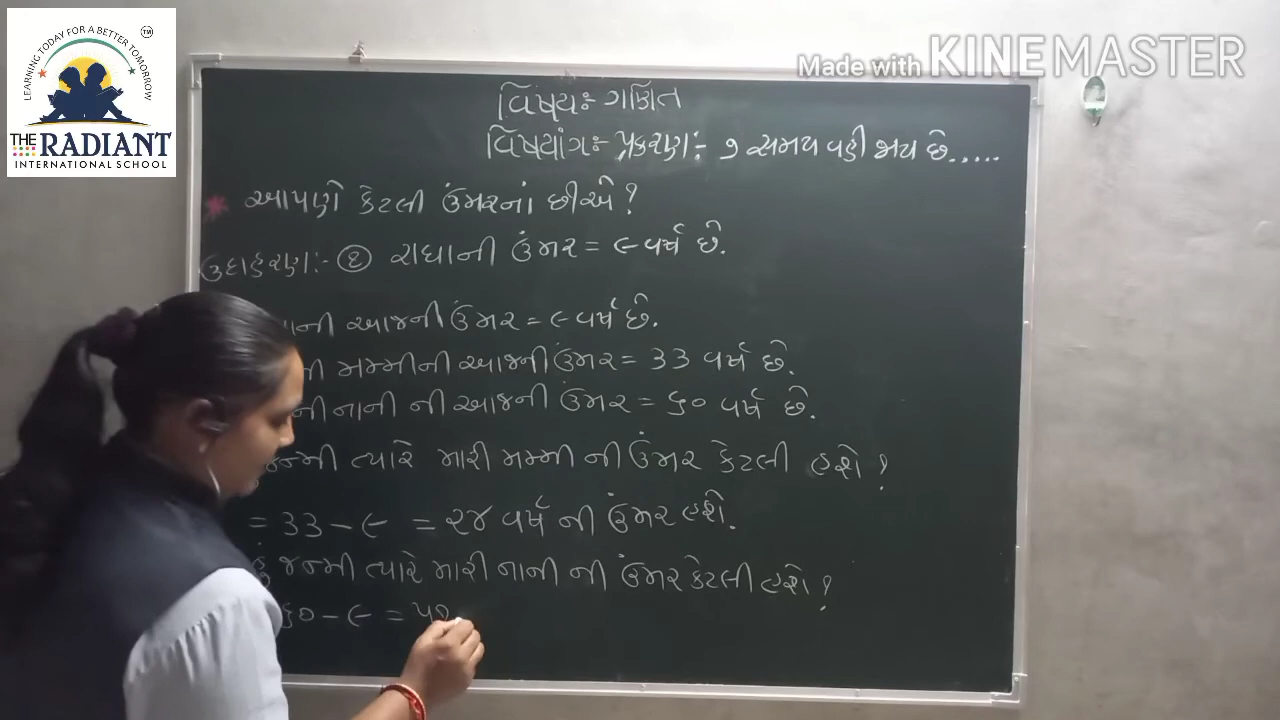 LEARNING TODAY FOR A BETTER TOMORROW
TM
THE RADIANT
INTERNATIONAL SCHOOL
Made with KINEMASTER
વિષય:- ગણિત
વિષયાંગ:- પ્રકરણ:- ૭ સમય વહી જાય છે.....
* આપણે કેટલી ઉંમરનાં છીએ?
ઉદાહરણ:- ૧ રાધાની ઉંમર = ૯ વર્ષ છે.
આજની ઉંમર = ૯ વર્ષ છે.
મમ્મીની આજની ઉંમર = ૩૩ વર્ષ છે.
નાની ની આજની ઉંમર = ૬૦ વર્ષ છે.
જન્મી ત્યારે મારી મમ્મી ની ઉંમર કેટલી હશે?
= ૩૩ - ૯ = ૨૪ વર્ષ ની ઉંમર હશે.
હું જન્મી ત્યારે મારી નાની ની ઉંમર કેટલી હશે?
૬૦ - ૯ = ૫૧